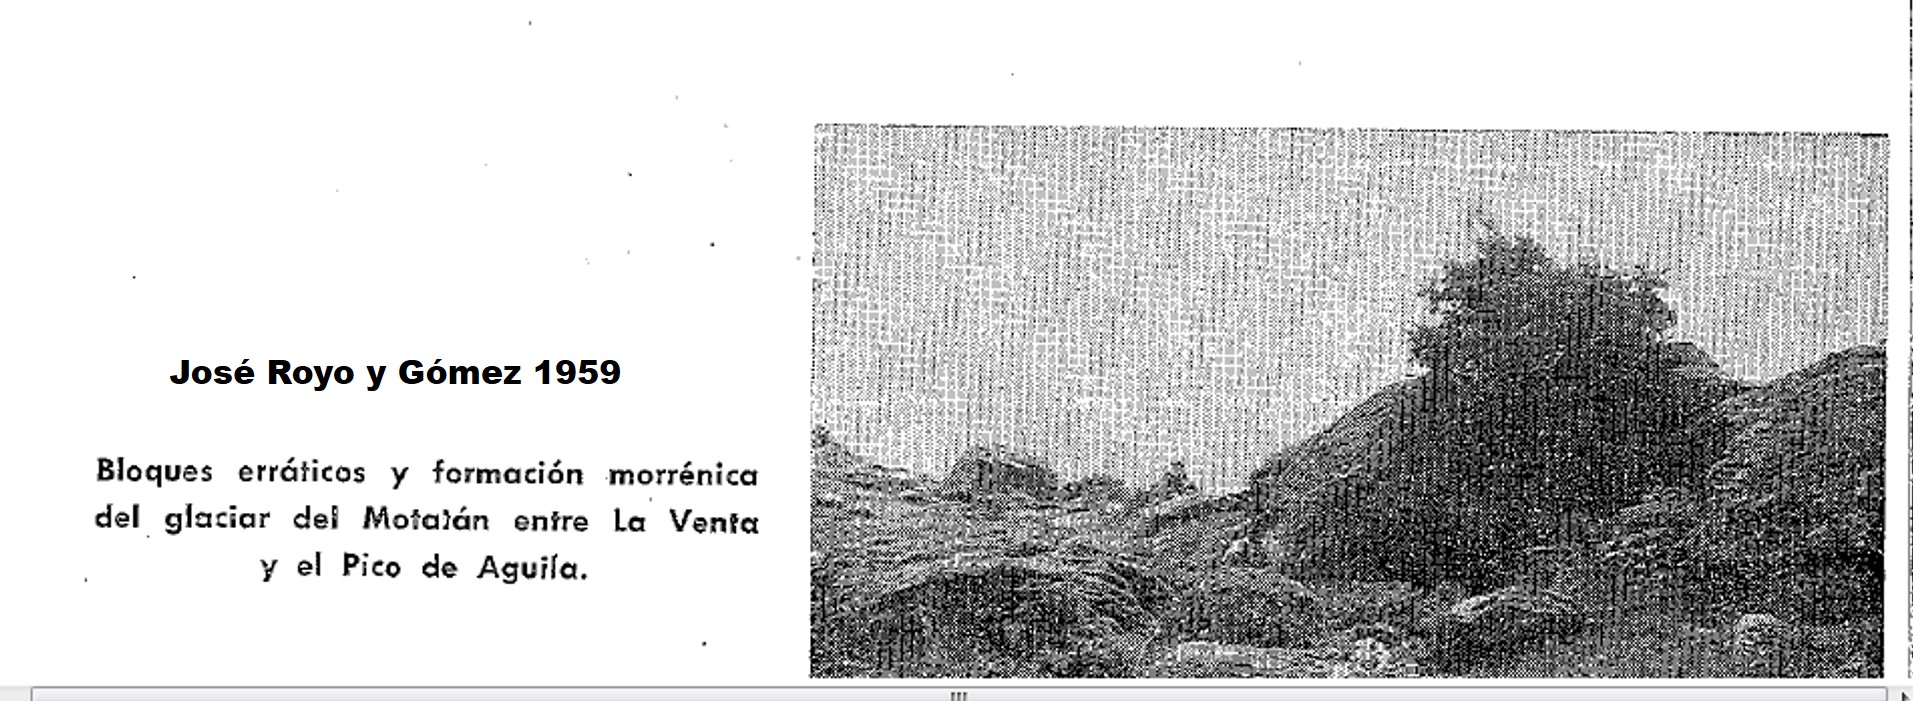 José Royo y Gómez 1959
Bloques erráticos y formación morrénica
del glaciar del Motatán entre La Venta
y el Pico de Aguila.